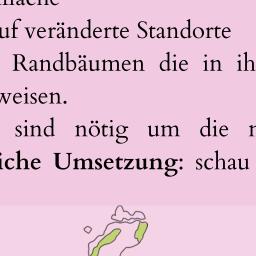 uf veränderte Standorte
Randbäumen die in ih
weisen.
sind nötig um die
iche Umsetzung: schau